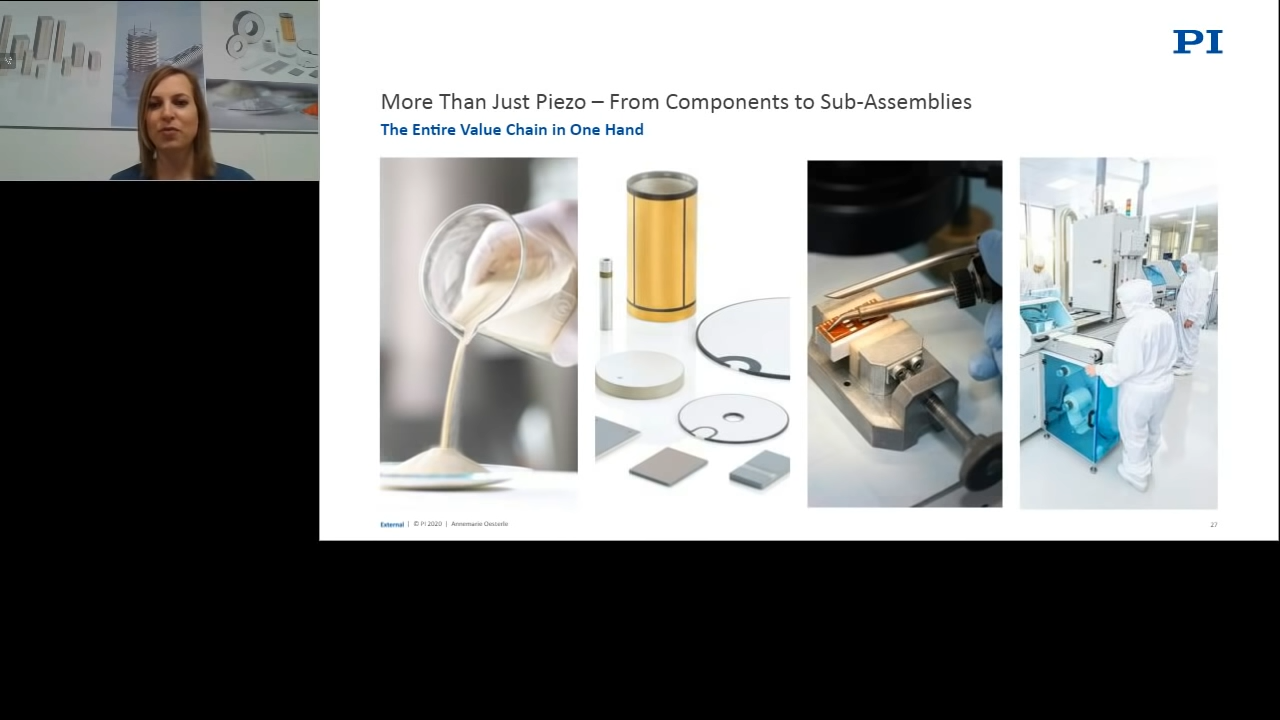 PI
More Than Just Piezo – From Components to Sub-Assemblies
The Entire Value Chain in One Hand
External | © PI 2020 | Annemarie Oesterle
27